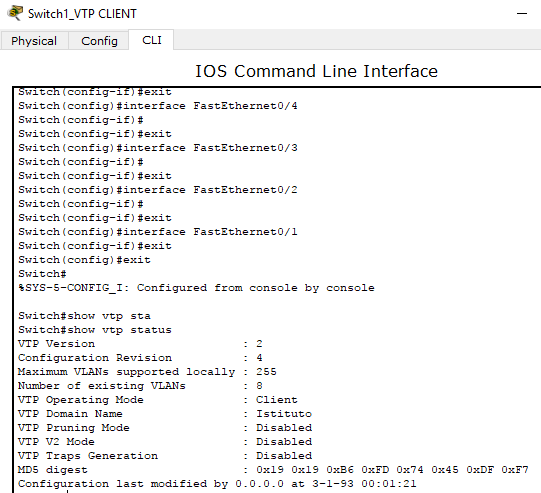 Switch1_VTP CLIENT
Physical Config CLI
IOS Command Line Interface
Switch(config-if)#exit
Switch(config)#interface FastEthernet0/4
Switch(config-if)#
Switch(config-if)#exit
Switch(config)#interface FastEthernet0/3
Switch(config-if)#
Switch(config-if)#exit
Switch(config)#interface FastEthernet0/2
Switch(config-if)#
Switch(config-if)#exit
Switch(config)#interface FastEthernet0/1
Switch(config-if)#exit
Switch(config)#exit
Switch#
%SYS-5-CONFIG_I: Configured from console by console
Switch#show vtp sta
Switch#show vtp status
VTP Version : 2
Configuration Revision : 4
Maximum VLANs supported locally : 255
Number of existing VLANs : 8
VTP Operating Mode : Client
VTP Domain Name : Istituto
VTP Pruning Mode : Disabled
VTP V2 Mode : Disabled
VTP Traps Generation : Disabled
MD5 digest : 0x19 0x19 0xB6 0xFD 0x74 0x45 0xDF 0xF7
Configuration last modified by 0.0.0.0 at 3-1-93 00:01:21